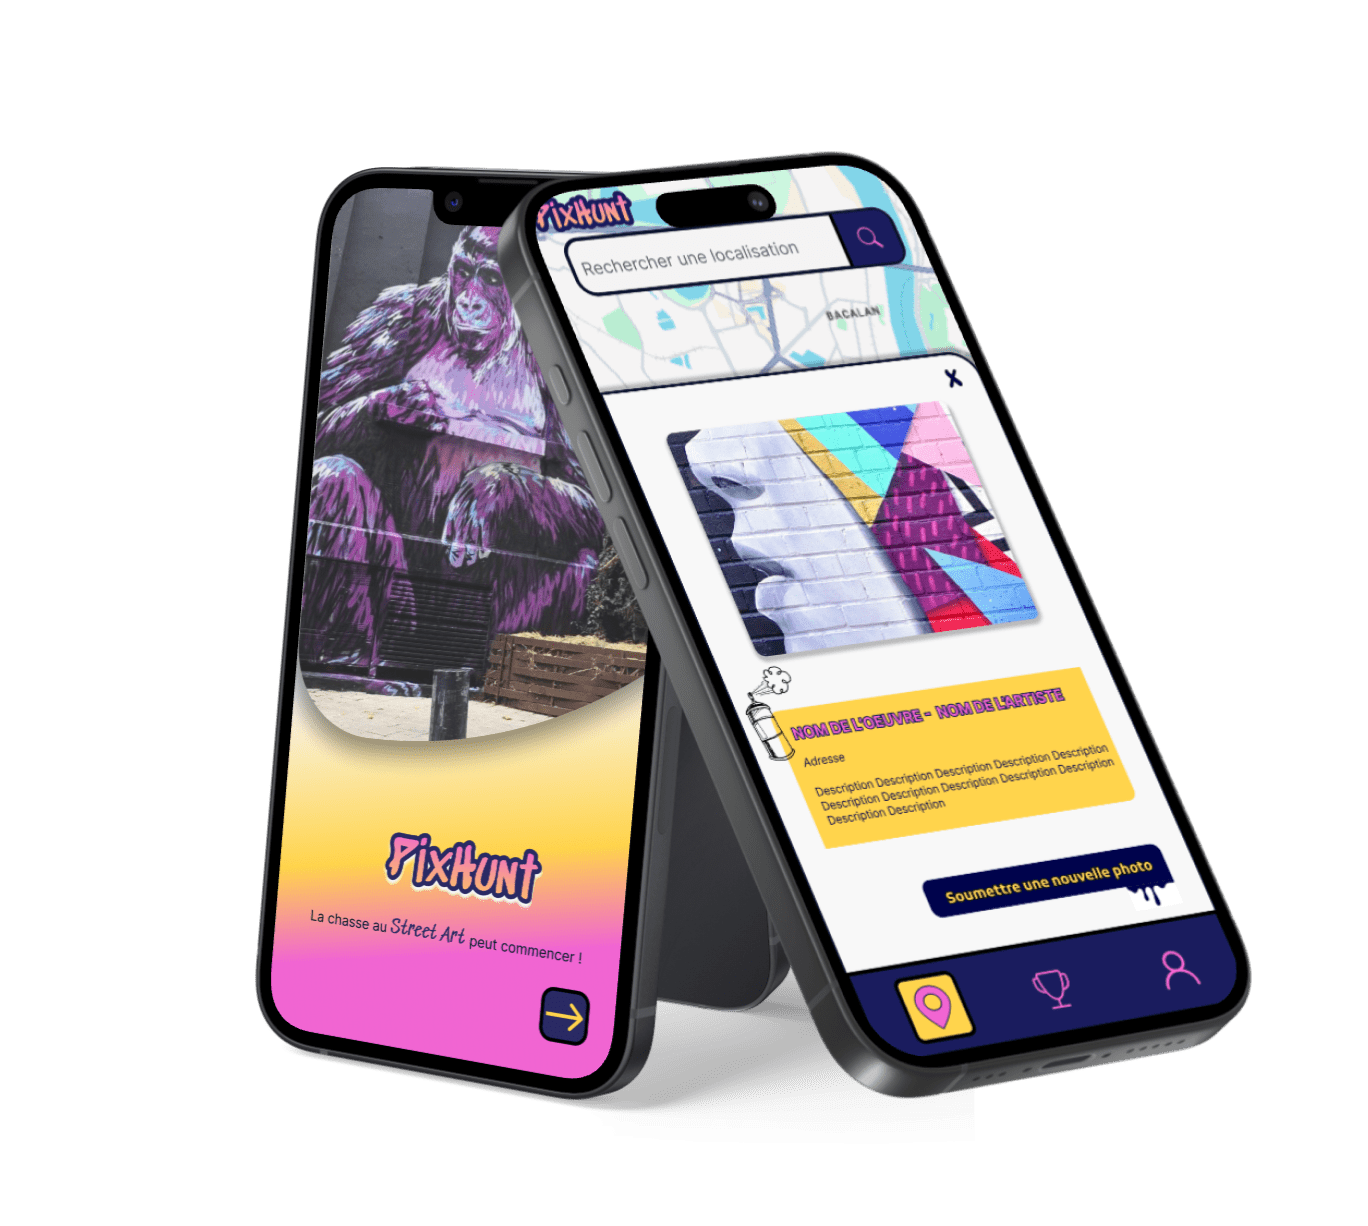 PixHunt
La chasse au Street Art peut commencer !
PixHunt
Rechercher une localisation
BACALAN
X
NOM DE L'OEUVRE - NOM DE L'ARTISTE
Adresse
Description Description Description Description Description
Description Description Description Description Description
Description Description
Soumettre une nouvelle photo